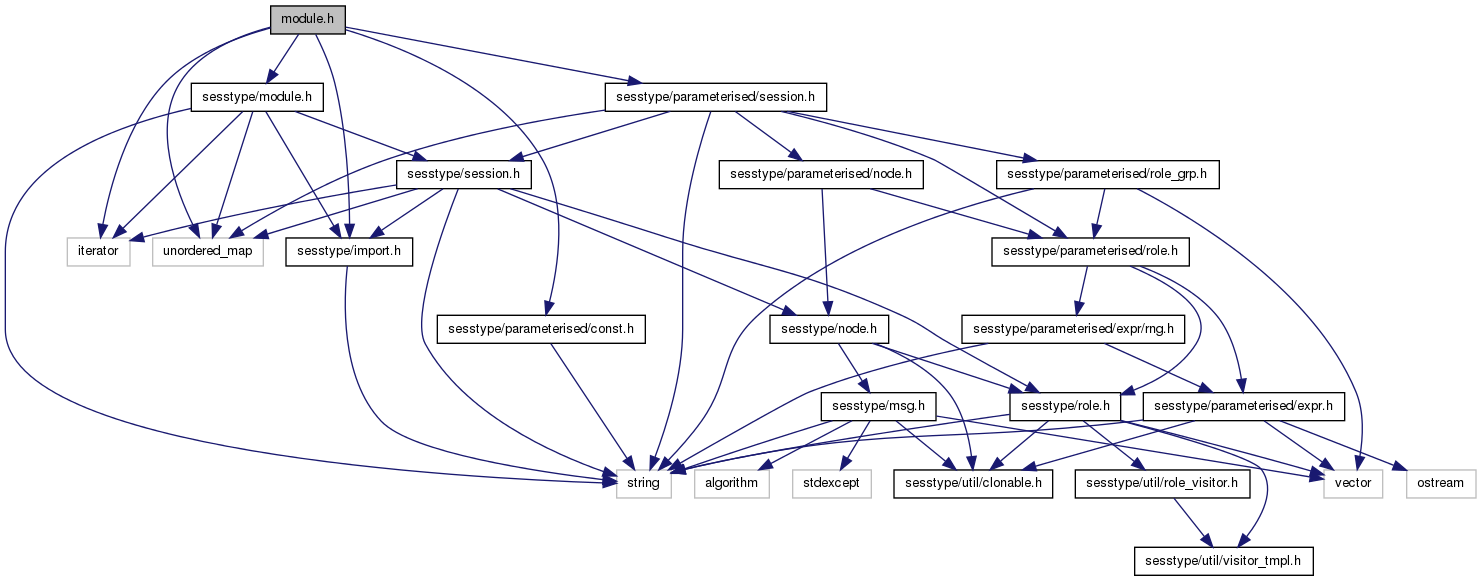 module.h
sesstype/module.h
sesstype/parameterised/session.h
sesstype/session.h
sesstype/parameterised/node.h
sesstype/parameterised/role_grp.h
iterator
unordered_map
sesstype/import.h
sesstype/parameterised/role.h
sesstype/parameterised/const.h
sesstype/node.h
sesstype/parameterised/expr/rng.h
sesstype/msg.h
sesstype/role.h
sesstype/parameterised/expr.h
string
algorithm
stdexcept
sesstype/util/clonable.h
sesstype/util/role_visitor.h
vector
ostream
sesstype/util/visitor_tmpl.h